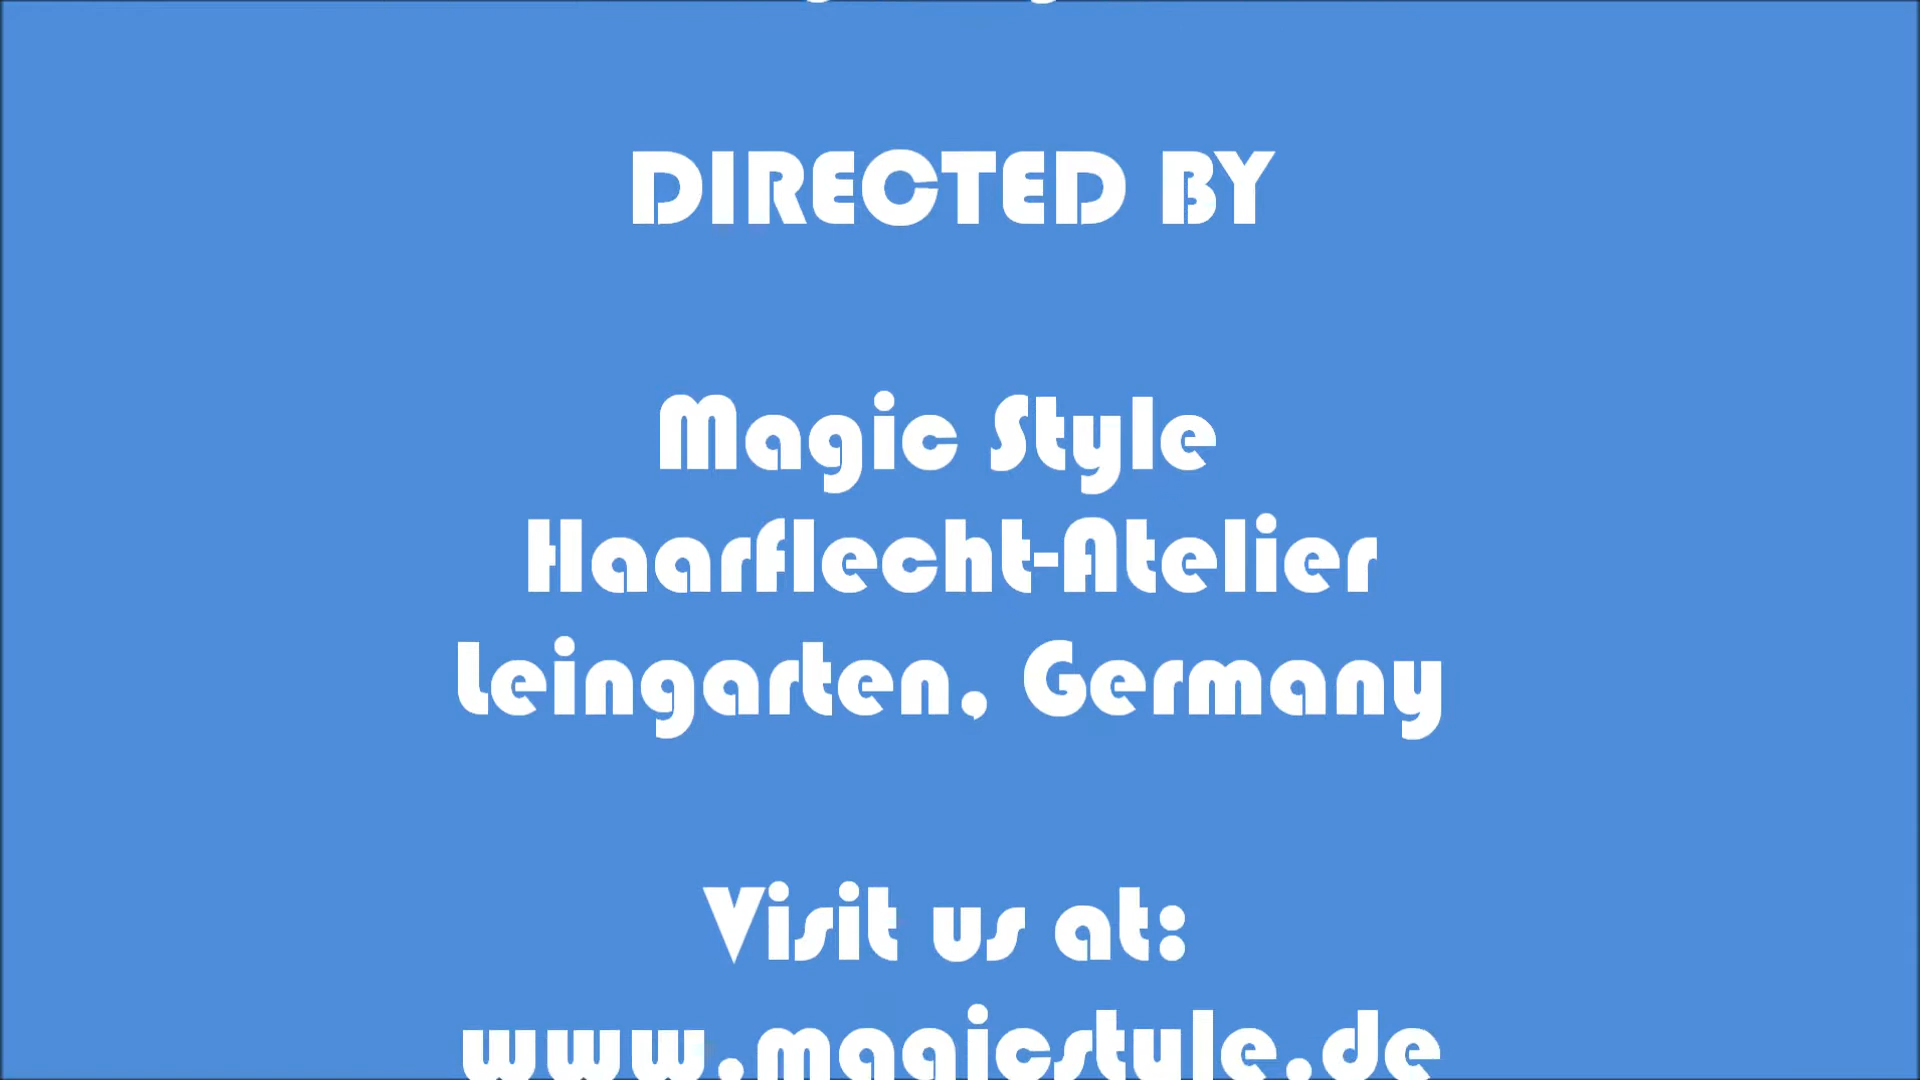 DIRECTED BY
Magic Style
Haarflecht-Atelier
Leingarten, Germany
Visit us at:
www.magicstyle.de